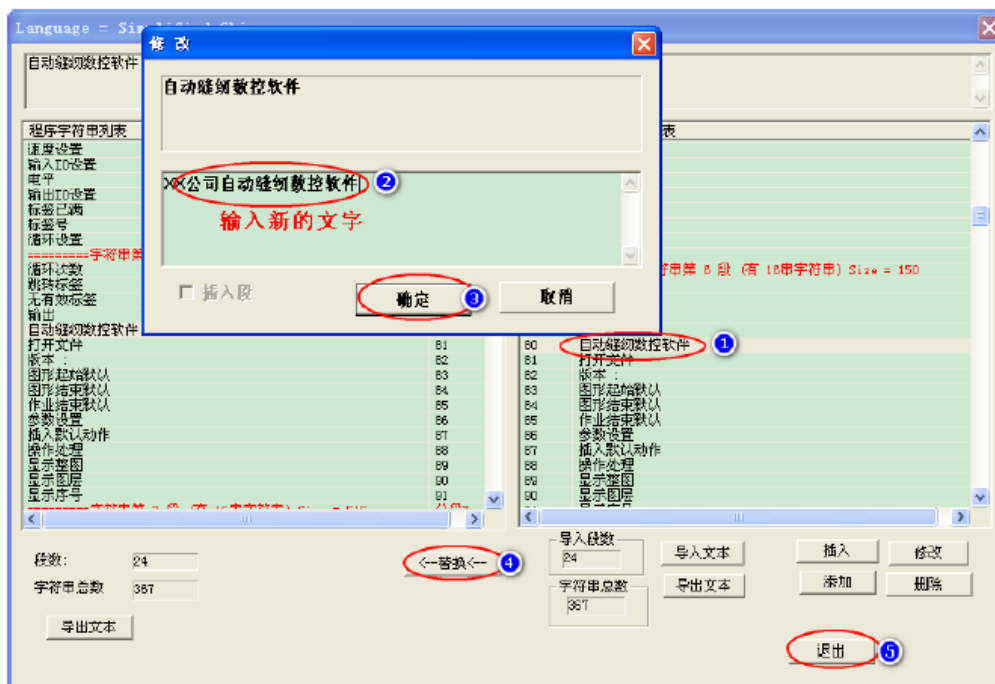 Language = Sim
自动缝纫数控软件
修 改
自动缝纫数控软件
XX公司自动缝纫数控软件
2
输入新的文字
插入段
确定
3
取消
程序字符串列表
速度设置
输入IO设置
电平
输出IO设置
标签已满
标签号
循环设置
=========字符串第
循环次数
跳转标签
无有效标签
输出
自动缝纫数控软件
打开文件 81
版本 : 82
图形起始默认 83
图形结束默认 84
作业结束默认 85
参数设置 86
插入默认动作 87
操作处理 88
显示整图 89
显示图层 90
显示序号 91
表
符串第 8 段 (有 18串字符串) Size = 150
80 自动缝纫数控软件
1
81 打开文件
82 版本 :
83 图形起始默认
84 图形结束默认
85 作业结束默认
86 参数设置
87 插入默认动作
88 操作处理
89 显示整图
90 显示图层
段数: 24
字符串总数 367
导出文本
<--替换<--
4
导入段数
24
字符串总数
367
导入文本
导出文本
插入
修改
添加
删除
退出
5